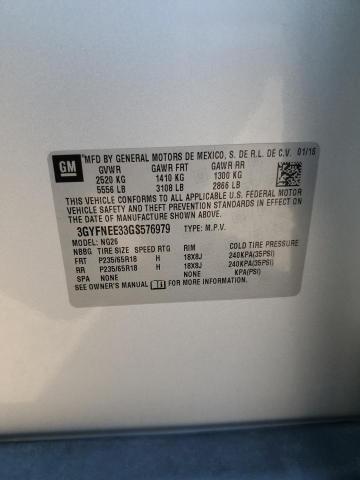 GM
MFD BY GENERAL MOTORS DE MEXICO, S. DE R.L. DE C.V. 01/16
GVWR GAWR FRT GAWR RR
2520 KG 1410 KG 1300 KG
5556 LB 3108 LB 2866 LB
THIS VEHICLE CONFORMS TO ALL APPLICABLE U.S. FEDERAL MOTOR
VEHICLE SAFETY AND THEFT PREVENTION STANDARDS IN EFFECT ON
THE DATE OF MANUFACTURE SHOWN ABOVE.
3GYFNEE33GS576979 TYPE: M.P.V.
MODEL: NG26
NBBG TIRE SIZE SPEED RTG RIM COLD TIRE PRESSURE
FRT P235/65R18 H 18X8J 240KPA(35PSI)
RR P235/65R18 H 18X8J 240KPA(35PSI)
SPA NONE NONE KPA(PSI)
SEE OWNER'S MANUAL FOR MORE INFORMATION.